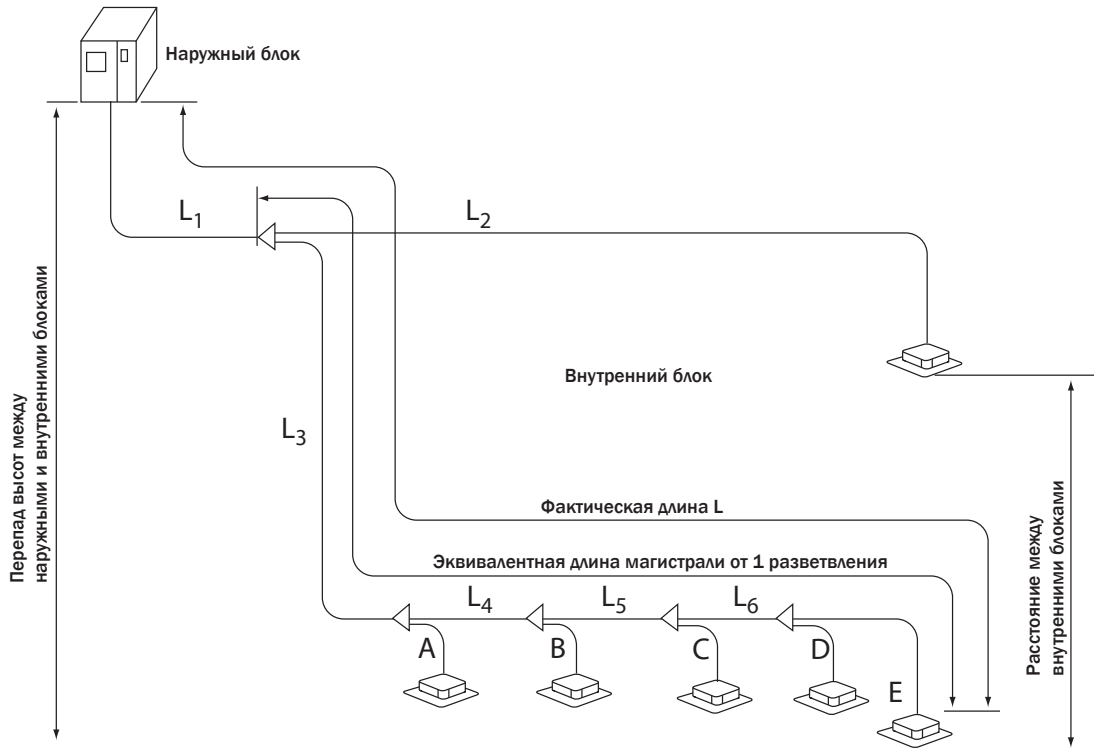 Наружный блок
L1
L2
Внутренний блок
L3
Перепад высот между
наружными и внутренними блоками
Фактическая длина L
Эквивалентная длина магистрали от 1 разветвления
Расстояние между
внутренними блоками
L4
L5
L6
A
B
C
D
E